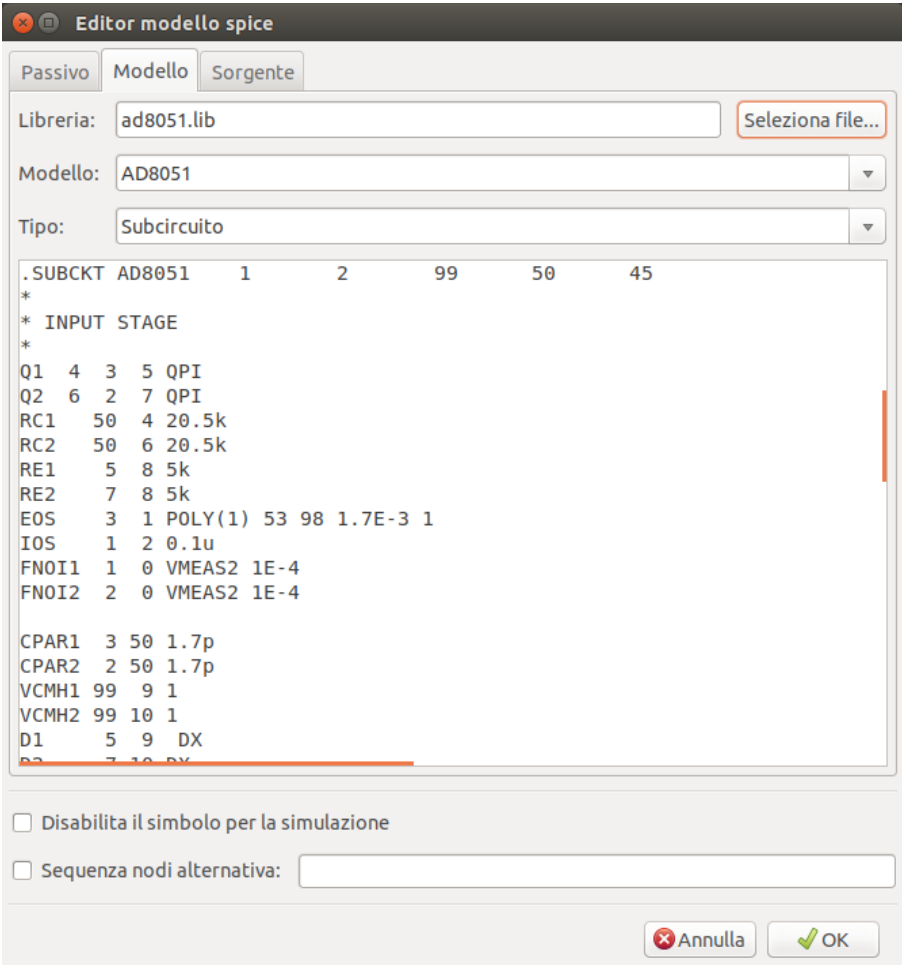 Editor modello spice
Passivo Modello Sorgente
Libreria: ad8051.lib Seleziona file...
Modello: AD8051
Tipo: Subcircuito
.SUBCKT AD8051 1 2 99 50 45
*
* INPUT STAGE
*
Q1 4 3 5 QPI
Q2 6 2 7 QPI
RC1 50 4 20.5k
RC2 50 6 20.5k
RE1 5 8 5k
RE2 7 8 5k
EOS 3 1 POLY(1) 53 98 1.7E-3 1
IOS 1 2 0.1u
FNOI1 1 0 VMEAS2 1E-4
FNOI2 2 0 VMEAS2 1E-4
CPAR1 3 50 1.7p
CPAR2 2 50 1.7p
VCMH1 99 9 1
VCMH2 99 10 1
D1 5 9 DX
Disabilita il simbolo per la simulazione
Sequenza nodi alternativa:
Annulla OK